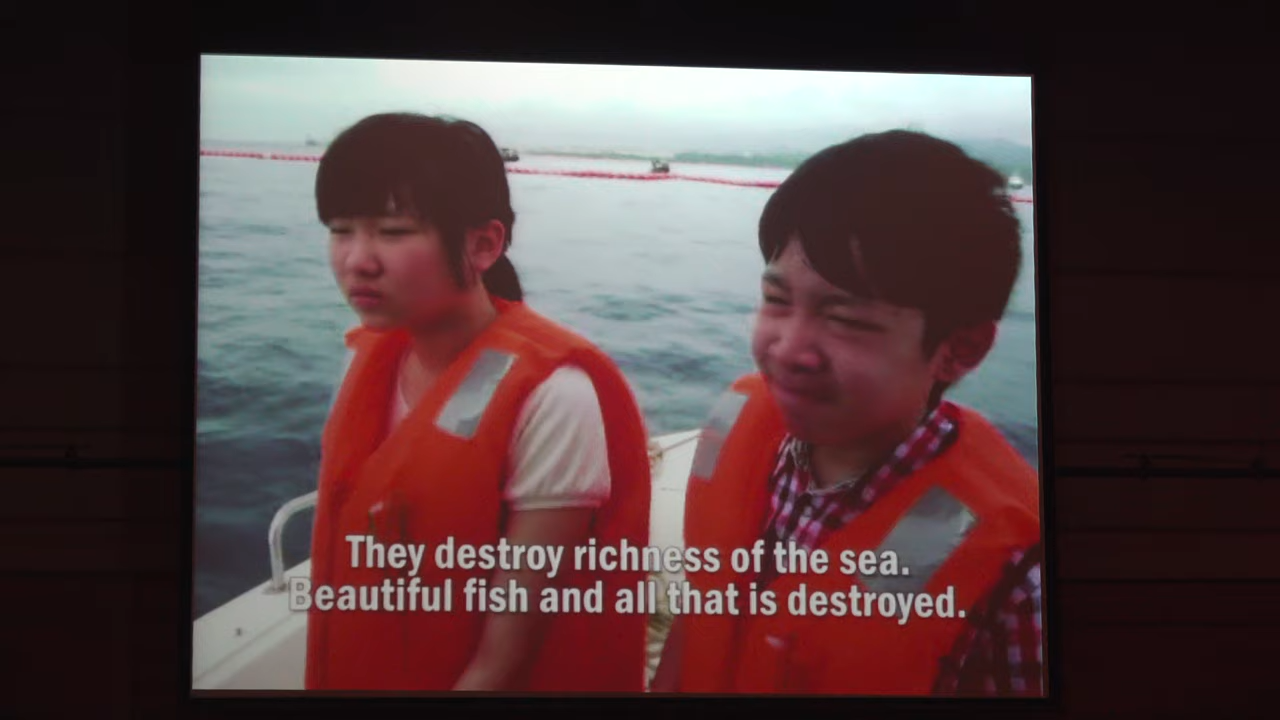 They destroy richness of the sea.
Beautiful fish and all that is destroyed.